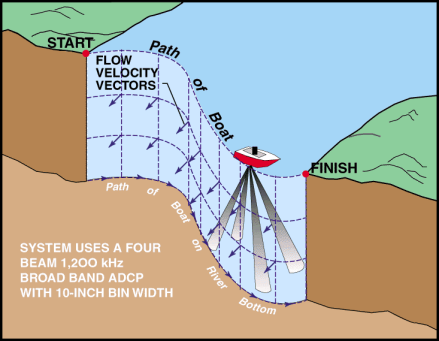 START
Path of Boat
FLOW
VELOCITY
VECTORS
FINISH
Path of Boat on River Bottom
SYSTEM USES A FOUR
BEAM 1,200 kHz
BROAD BAND ADCP
WITH 10-INCH BIN WIDTH